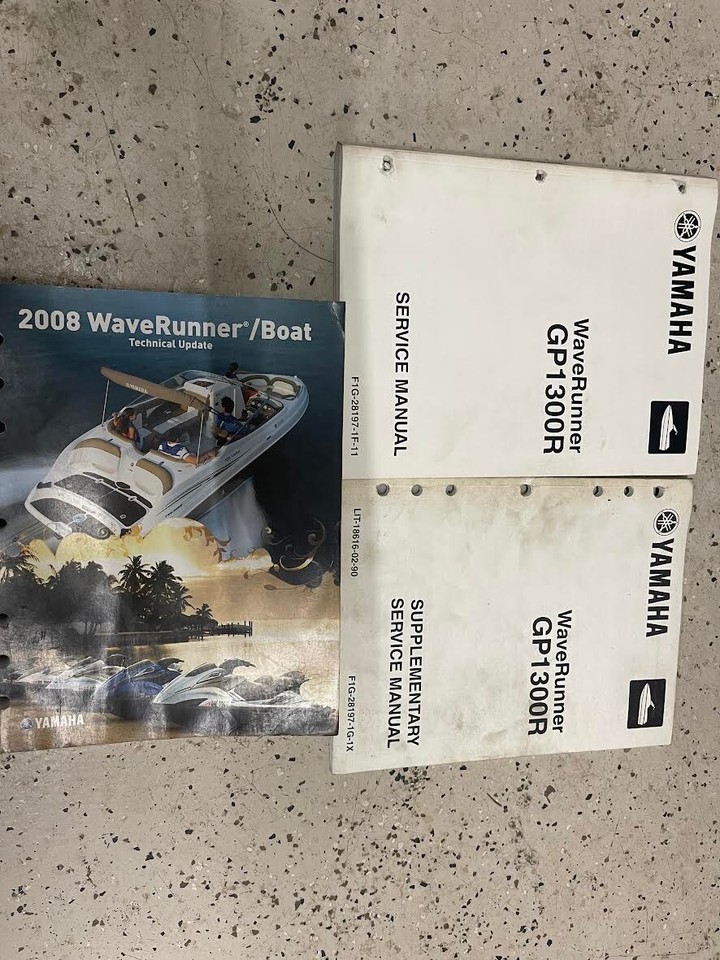 2008 WaveRunner®/Boat
Technical Update
YAMAHA
YAMAHA
WaveRunner
GP1300R
SERVICE MANUAL
F1G-28197-1F-11
YAMAHA
WaveRunner
GP1300R
SUPPLEMENTARY
SERVICE MANUAL
LIT-18616-02-90
F1G-28197-1G-1X